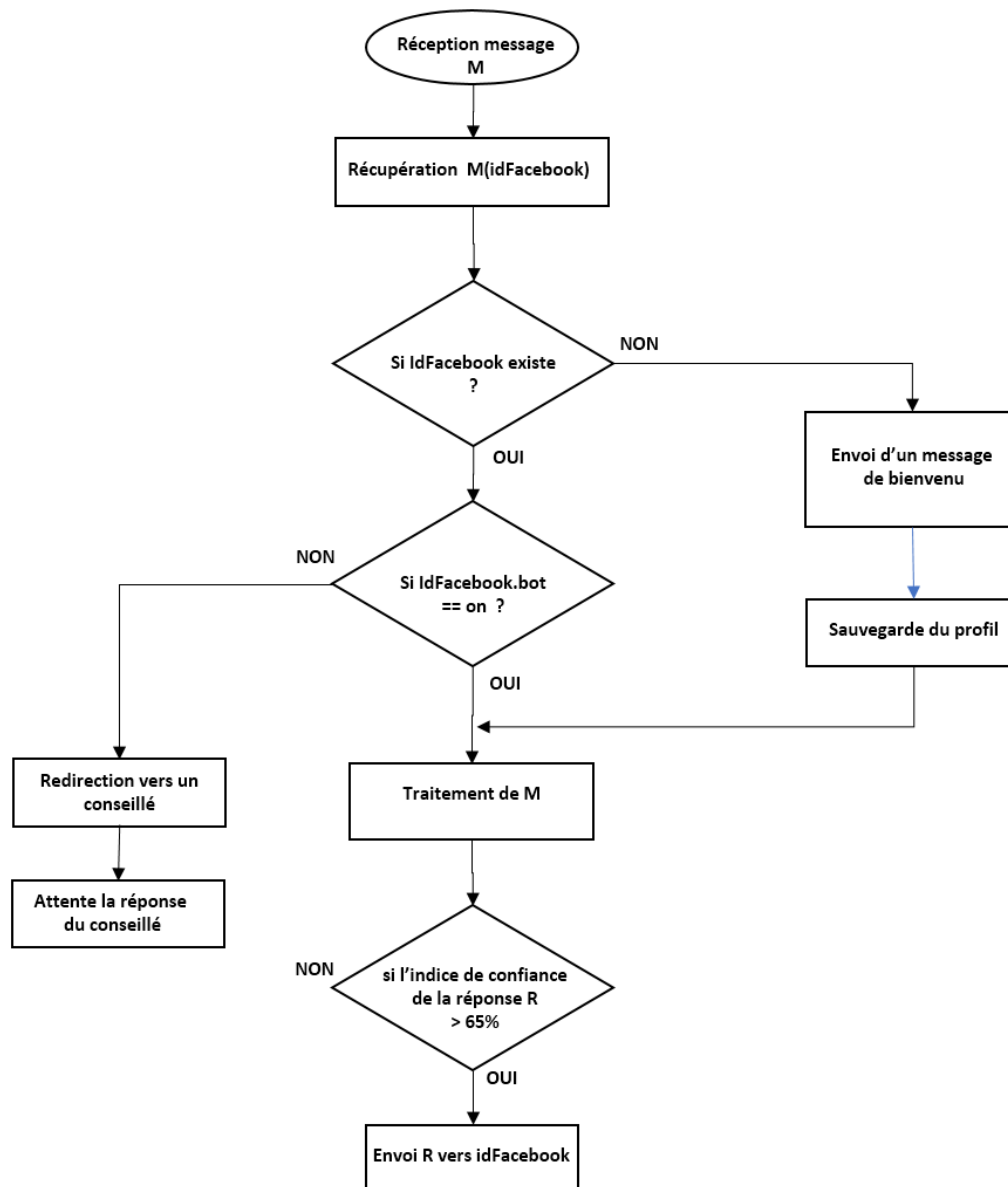 Réception message
M
Récupération M(idFacebook)
Si IdFacebook existe
?
NON
OUI
Envoi d’un message
de bienvenu
NON
Si IdFacebook.bot
== on ?
Sauvegarde du profil
OUI
Redirection vers un
conseillé
Traitement de M
Attente la réponse
du conseillé
NON
si l’indice de confiance
de la réponse R
> 65%
OUI
Envoi R vers idFacebook